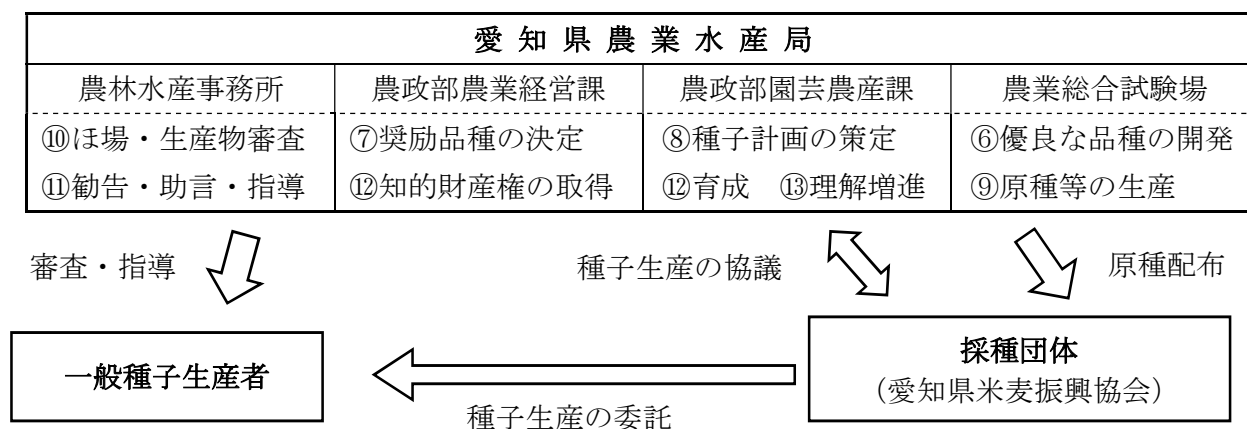 愛知県農業水産局
農林水産事務所 農政部農業経営課 農政部園芸農産課 農業総合試験場
⑩ほ場・生産物審査 ⑦奨励品種の決定 ⑧種子計画の策定 ⑥優良な品種の開発
⑪勧告・助言・指導 ⑫知的財産権の取得 ⑫育成 ⑬理解増進 ⑨原種等の生産
審査・指導 種子生産の協議 原種配布
一般種子生産者
採種団体
（愛知県米麦振興協会）
種子生産の委託